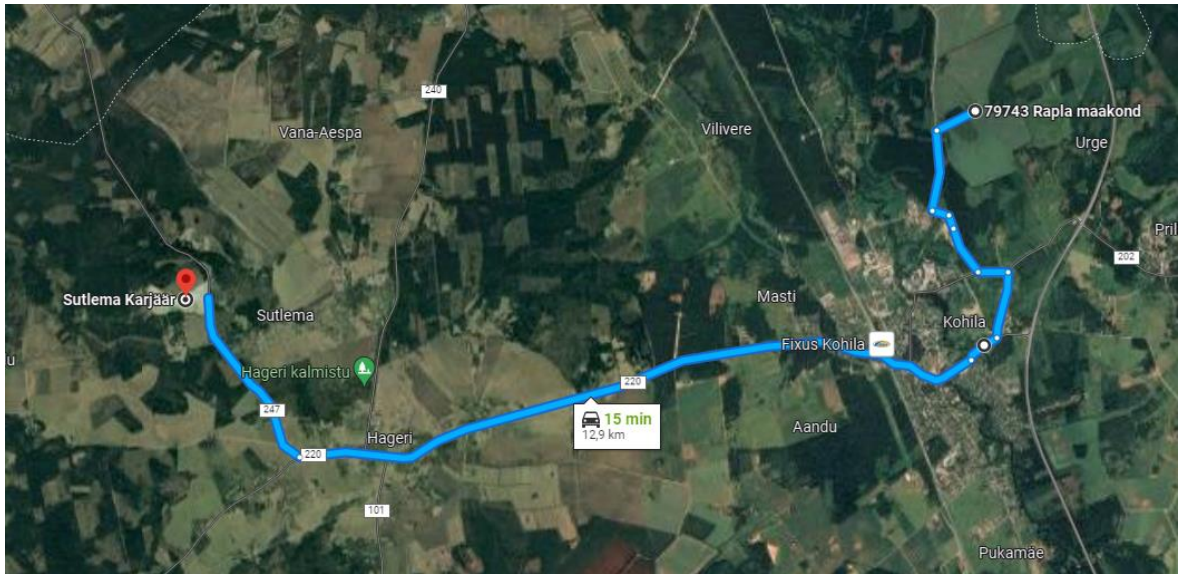 240
Vana-Aespa
Vilivere
79743 Rapla maakond
Urge
Pril
202
Sutlema Karjäär
Sutlema
Masti
Kohila
Fixus Kohila
u
Hageri kalmistu
220
247
15 min
12,9 km
Aandu
Hageri
220
101
Pukamäe